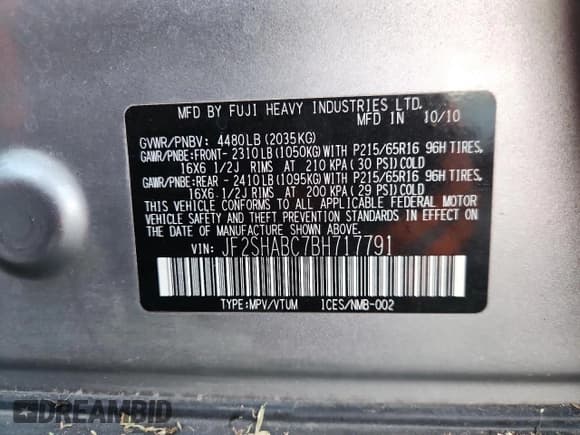 MFD BY FUJI HEAVY INDUSTRIES LTD.
MFD IN 10/10
GVWR/PNBV: 4480LB(2035KG)
GAWR/PNBE:FRONT- 2310LB(1050KG)WITH P215/65R16 96H TIRES,
16X6 1/2J RIMS AT 210 KPA(30 PSI)COLD
GAWR/PNBE:REAR - 2410LB(1095KG)WITH P215/65R16 96H TIRES,
16X6 1/2J RIMS AT 200 KPA(29 PSI)COLD
THIS VEHICLE CONFORMS TO ALL APPLICABLE FEDERAL MOTOR
VEHICLE SAFETY AND THEFT PREVENTION STANDARDS IN EFFECT ON
THE DATE OF MANUFACTURE SHOWN ABOVE.
VIN: JF2SHABC7BH717791
TYPE:MPV/VTUM ICES/NMB-002
DREAMBID